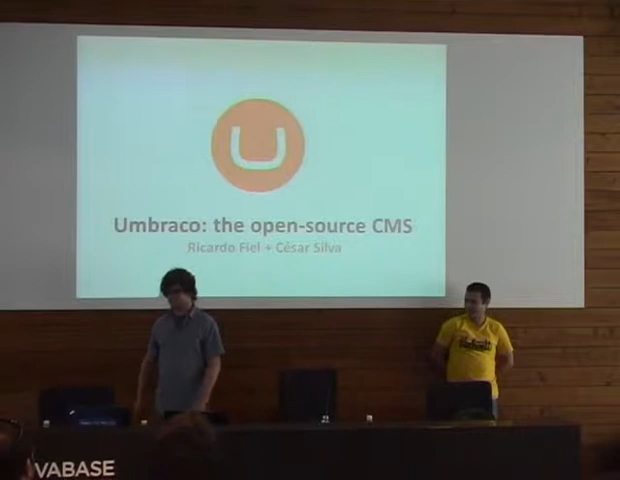 Umbraco: the open-source CMS
Ricardo Fiel + César Silva
VABASE